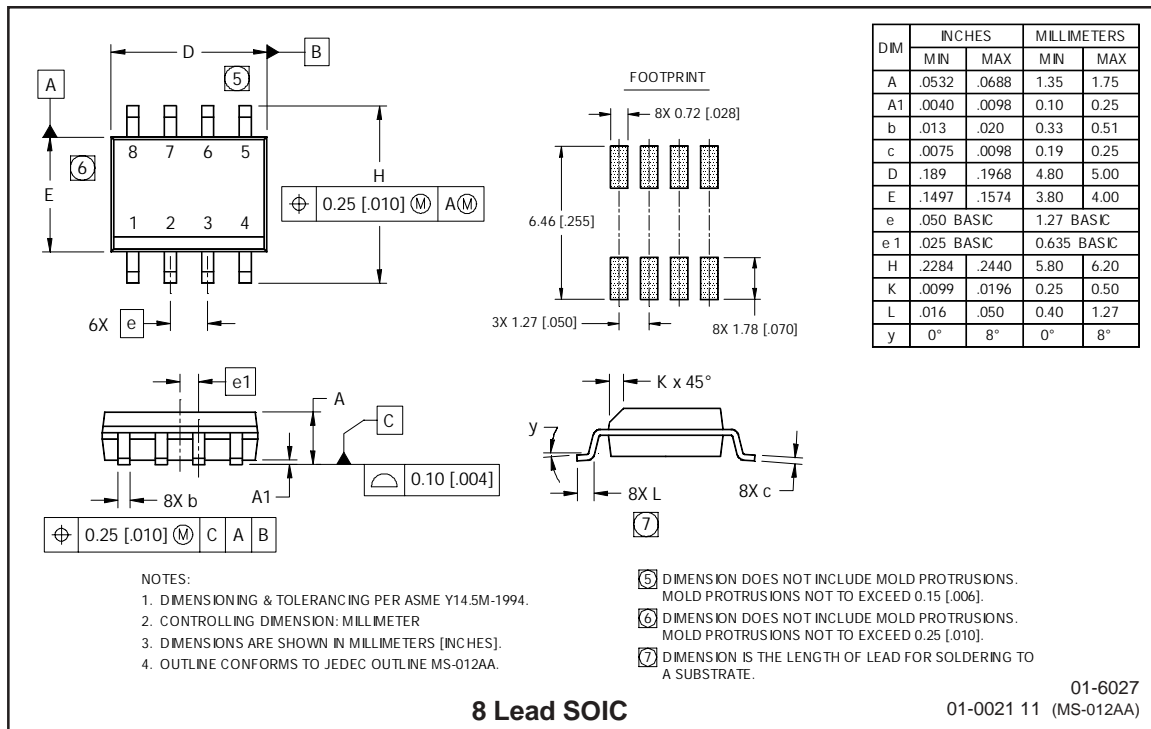 D
B
5
A
8 7 6 5
6
E
H
⌖ 0.25 [.010] Ⓜ A Ⓜ
1 2 3 4
6X e
FOOTPRINT
8X 0.72 [.028]
6.46 [.255]
3X 1.27 [.050]
8X 1.78 [.070]
DIM INCHES MILLIMETERS
MIN MAX MIN MAX
A .0532 .0688 1.35 1.75
A1 .0040 .0098 0.10 0.25
b .013 .020 0.33 0.51
c .0075 .0098 0.19 0.25
D .189 .1968 4.80 5.00
E .1497 .1574 3.80 4.00
e .050 BASIC 1.27 BASIC
e 1 .025 BASIC 0.635 BASIC
H .2284 .2440 5.80 6.20
K .0099 .0196 0.25 0.50
L .016 .050 0.40 1.27
y 0° 8° 0° 8°
e1
A
C
⌓ 0.10 [.004]
8X b
A1
⌖ 0.25 [.010] Ⓜ C A B
K x 45°
y
8X L
8X c
7
NOTES:
1. DIMENSIONING & TOLERANCING PER ASME Y14.5M-1994.
2. CONTROLLING DIMENSION: MILLIMETER
3. DIMENSIONS ARE SHOWN IN MILLIMETERS [INCHES].
4. OUTLINE CONFORMS TO JEDEC OUTLINE MS-012AA.
5 DIMENSION DOES NOT INCLUDE MOLD PROTRUSIONS.
MOLD PROTRUSIONS NOT TO EXCEED 0.15 [.006].
6 DIMENSION DOES NOT INCLUDE MOLD PROTRUSIONS.
MOLD PROTRUSIONS NOT TO EXCEED 0.25 [.010].
7 DIMENSION IS THE LENGTH OF LEAD FOR SOLDERING TO
A SUBSTRATE.
8 Lead SOIC
01-6027
01-0021 11 (MS-012AA)